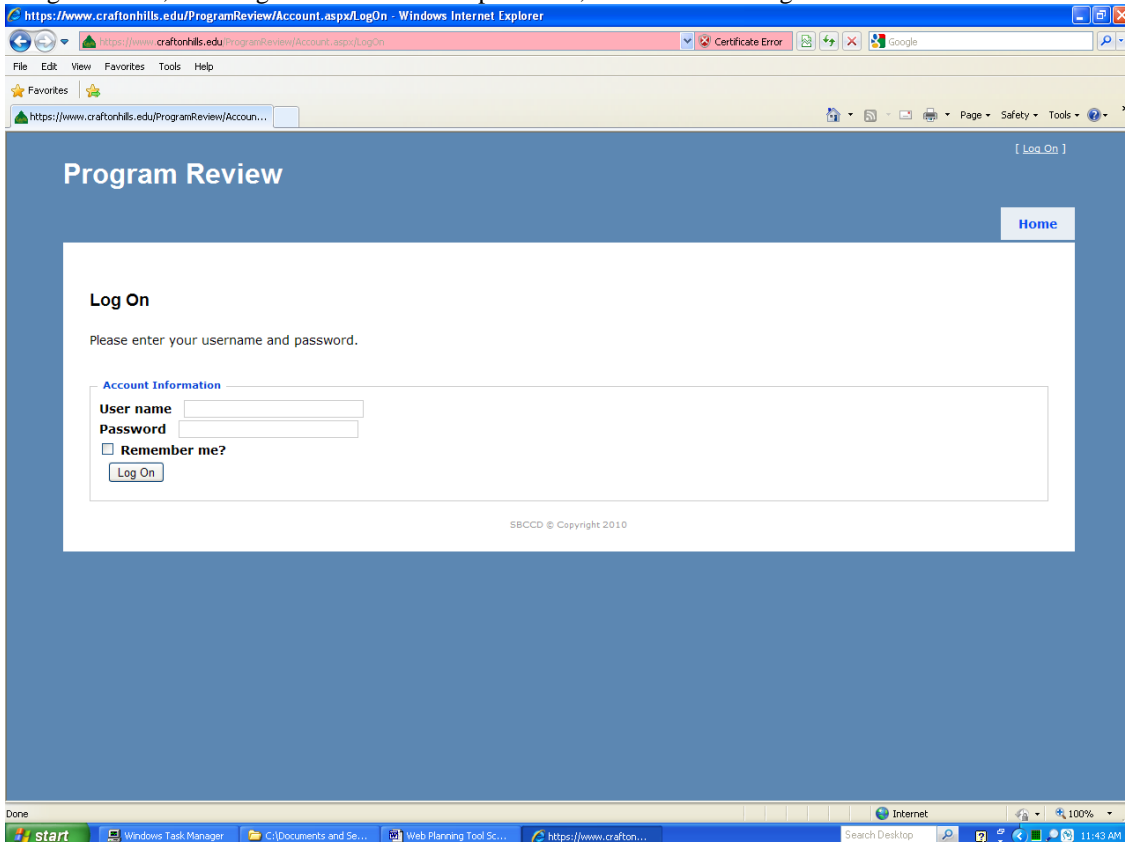 https://www.craftonhills.edu/ProgramReview/Account.aspx/LogOn - Windows Internet Explorer
https://www.craftonhills.edu/ProgramReview/Account.aspx/LogOn Certificate Error Google
File Edit View Favorites Tools Help
Favorites
https://www.craftonhills.edu/ProgramReview/Accoun... Page Safety Tools
[ Log On ]
Program Review
Home
Log On
Please enter your username and password.
Account Information
User name
Password
Remember me?
Log On
SBCCD © Copyright 2010
Done Internet 100%
start Windows Task Manager C:\Documents and Se... Web Planning Tool Sc... https://www.crafton... Search Desktop 11:43 AM